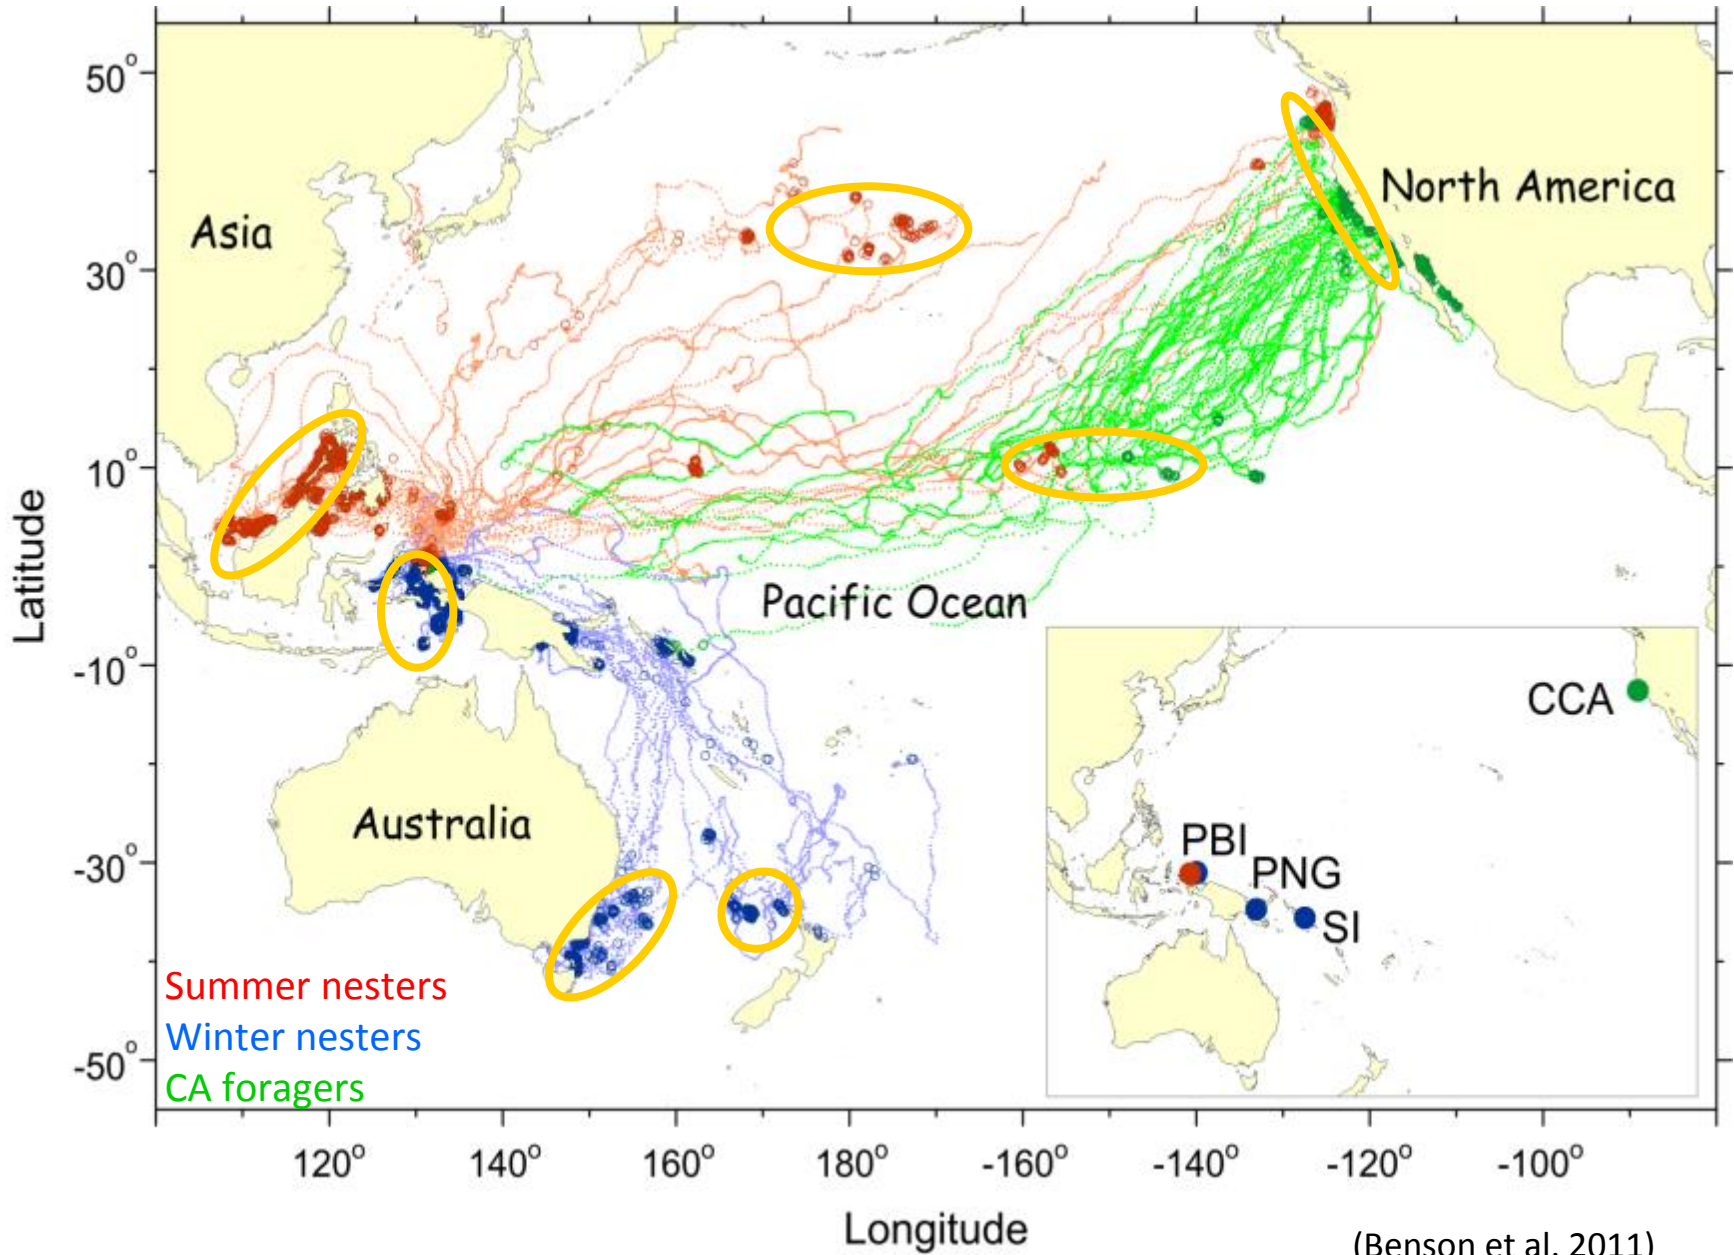 50°
30°
10°
-10°
-30°
-50°
Latitude
Asia
North America
Pacific Ocean
Australia
Summer nesters
Winter nesters
CA foragers
CCA
PBI
PNG
SI
120°
140°
160°
180°
-160°
-140°
-120°
-100°
Longitude
(Benson et al. 2011)